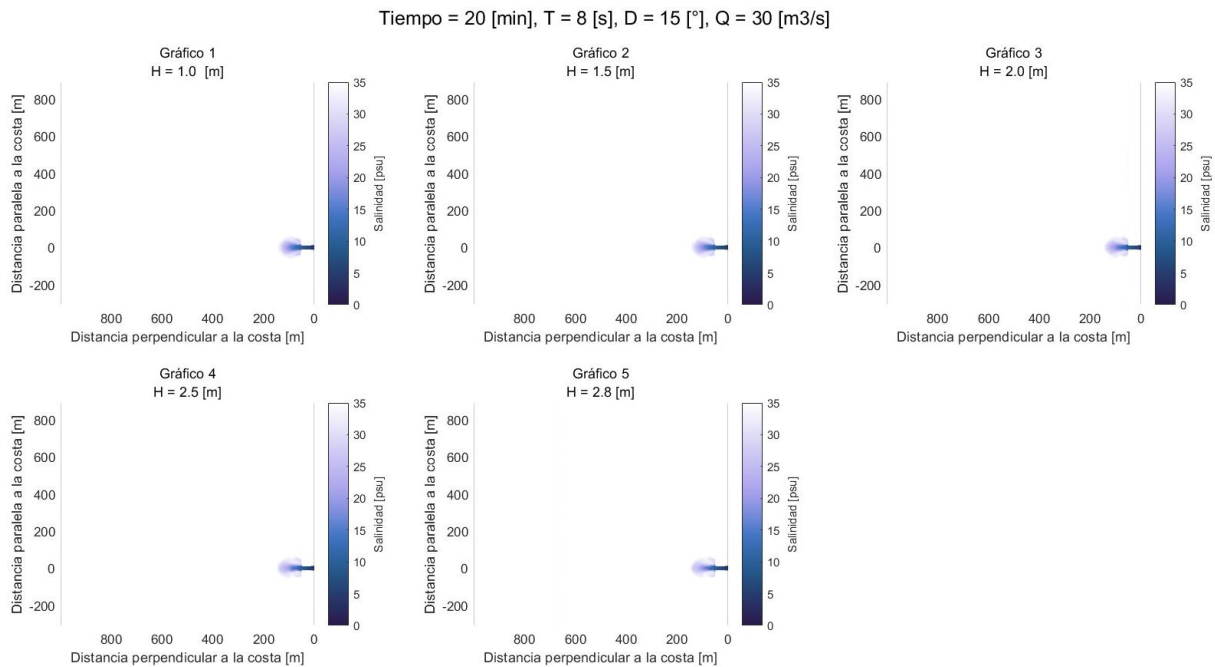 Tiempo = 20 [min], T = 8 [s], D = 15 [°], Q = 30 [m3/s]
Gráfico 1
H = 1.0 [m]
Distancia paralela a la costa [m]
800
600
400
200
0
-200
800 600 400 200 0
Distancia perpendicular a la costa [m]
35
30
25
20
15
10
5
0
Salinidad [psu]
Gráfico 2
H = 1.5 [m]
Distancia paralela a la costa [m]
800
600
400
200
0
-200
800 600 400 200 0
Distancia perpendicular a la costa [m]
35
30
25
20
15
10
5
0
Salinidad [psu]
Gráfico 3
H = 2.0 [m]
Distancia paralela a la costa [m]
800
600
400
200
0
-200
800 600 400 200 0
Distancia perpendicular a la costa [m]
35
30
25
20
15
10
5
0
Salinidad [psu]
Gráfico 4
H = 2.5 [m]
Distancia paralela a la costa [m]
800
600
400
200
0
-200
800 600 400 200 0
Distancia perpendicular a la costa [m]
35
30
25
20
15
10
5
0
Salinidad [psu]
Gráfico 5
H = 2.8 [m]
Distancia paralela a la costa [m]
800
600
400
200
0
-200
800 600 400 200 0
Distancia perpendicular a la costa [m]
35
30
25
20
15
10
5
0
Salinidad [psu]